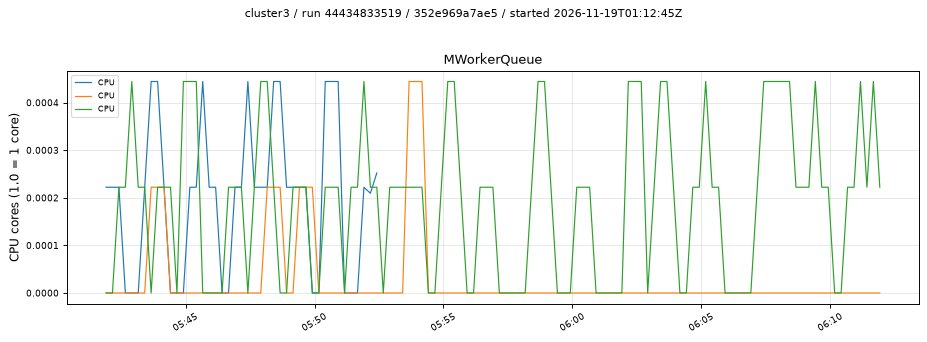 cluster3 / run 44434833519 / 352e969a7ae5 / started 2026-11-19T01:12:45Z
MWorkerQueue
CPU
CPU
CPU
CPU cores (1.0 = 1 core)
0.0004
0.0003
0.0002
0.0001
0.0000
05:45
05:50
05:55
06:00
06:05
06:10